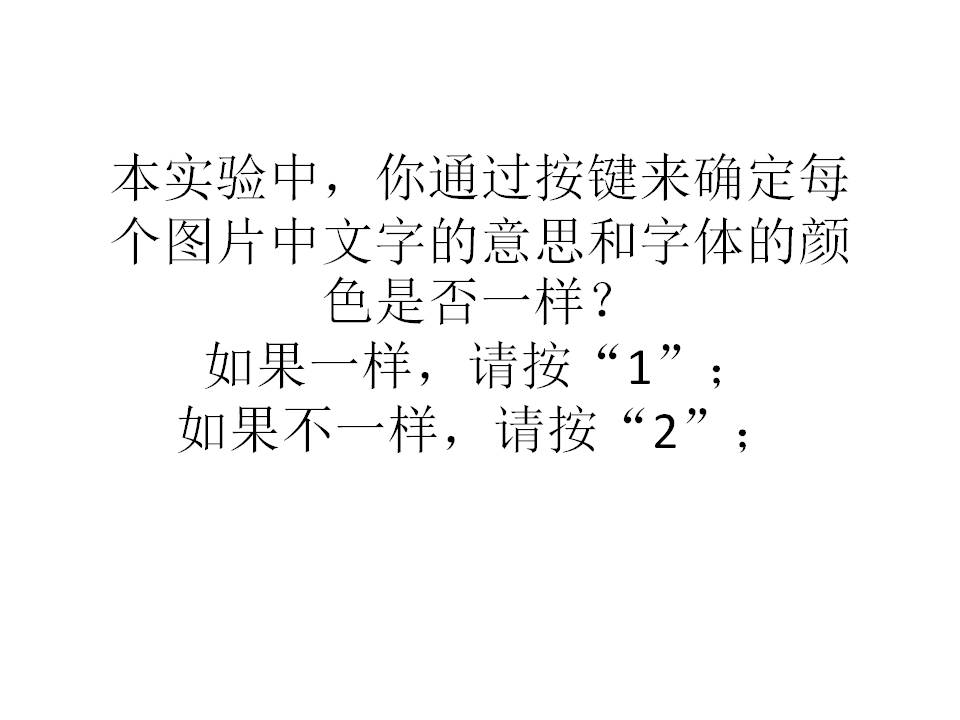 本实验中，你通过按键来确定每
个图片中文字的意思和字体的颜
色是否一样？
如果一样，请按“1”；
如果不一样，请按“2”；